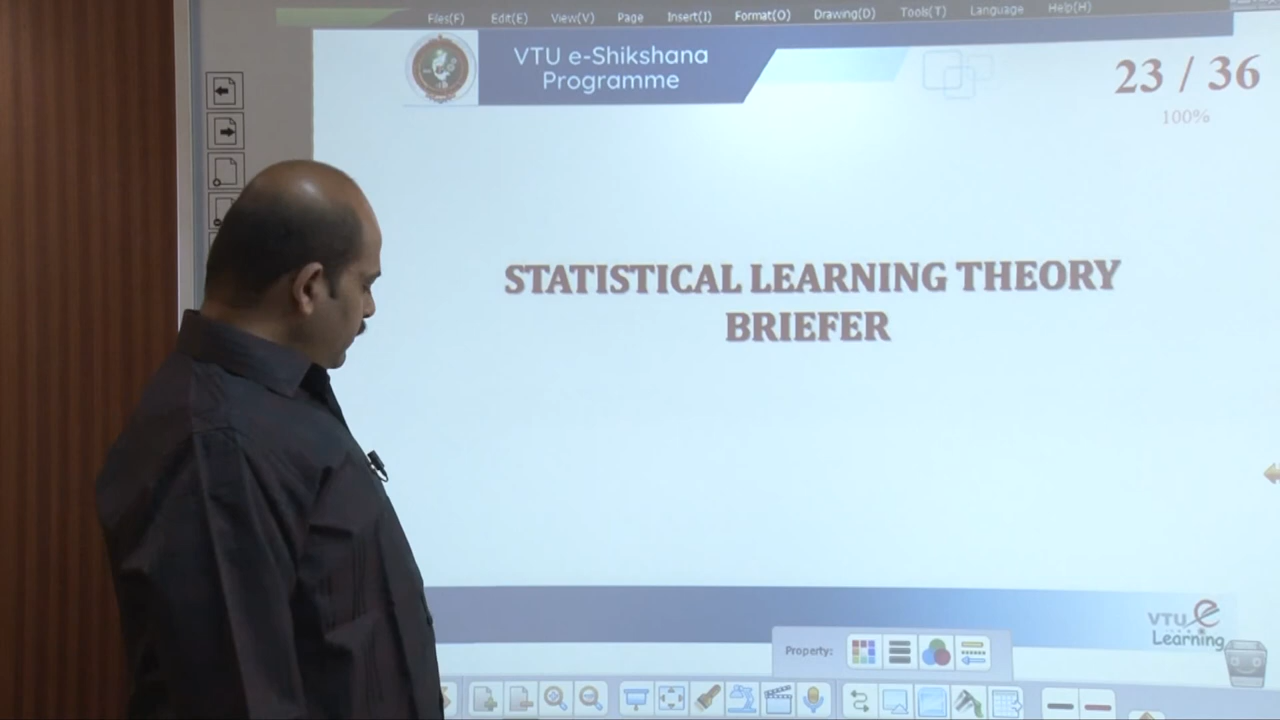 Files(F) Edit(E) View(V) Page Insert(I) Format(O) Drawing(D) Tools(T) Language Help(H)
VTU e-Shikshana
Programme
23 / 36
100%
STATISTICAL LEARNING THEORY
BRIEFER
VTU e
Learning
Property: